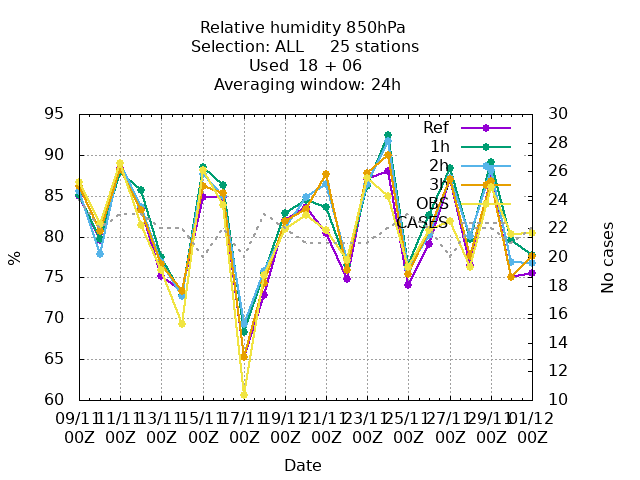 Relative humidity 850hPa
Selection: ALL 25 stations
Used 18 + 06
Averaging window: 24h
95
90
85
80
75
70
65
60
%
30
28
26
24
22
20
18
16
14
12
10
No cases
Ref
1h
2h
3h
OBS
CASES
09/11 11/11 13/11 15/11 17/11 19/11 21/11 23/11 25/11 27/11 29/11 01/12
00Z 00Z 00Z 00Z 00Z 00Z 00Z 00Z 00Z 00Z 00Z 00Z
Date